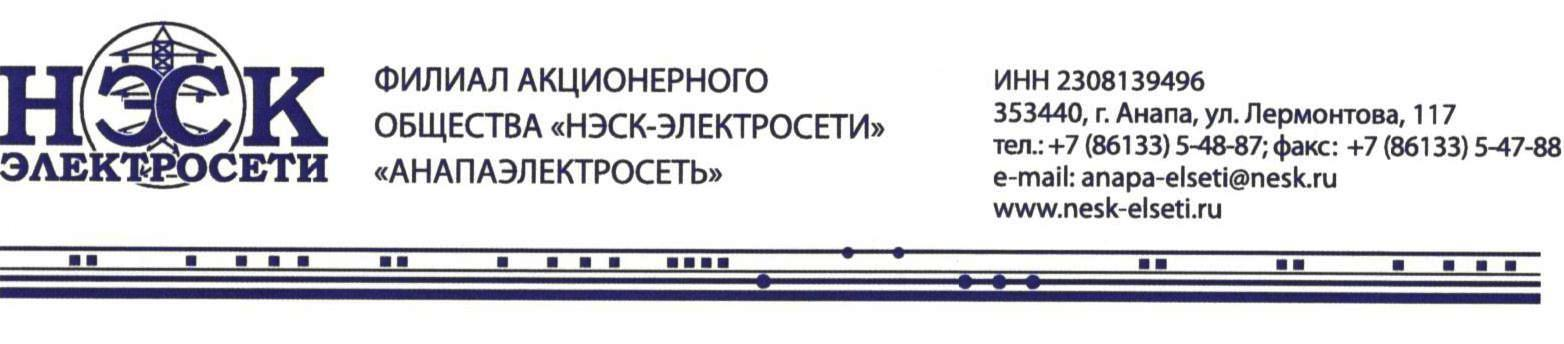 НЭСК
ЭЛЕКТРОСЕТИ
ФИЛИАЛ АКЦИОНЕРНОГО
ОБЩЕСТВА «НЭСК-ЭЛЕКТРОСЕТИ»
«АНАПАЭЛЕКТРОСЕТЬ»
ИНН 2308139496
353440, г. Анапа, ул. Лермонтова, 117
тел.: +7 (86133) 5-48-87; факс: +7 (86133) 5-47-88
e-mail: anapa-elseti@nesk.ru
www.nesk-elseti.ru